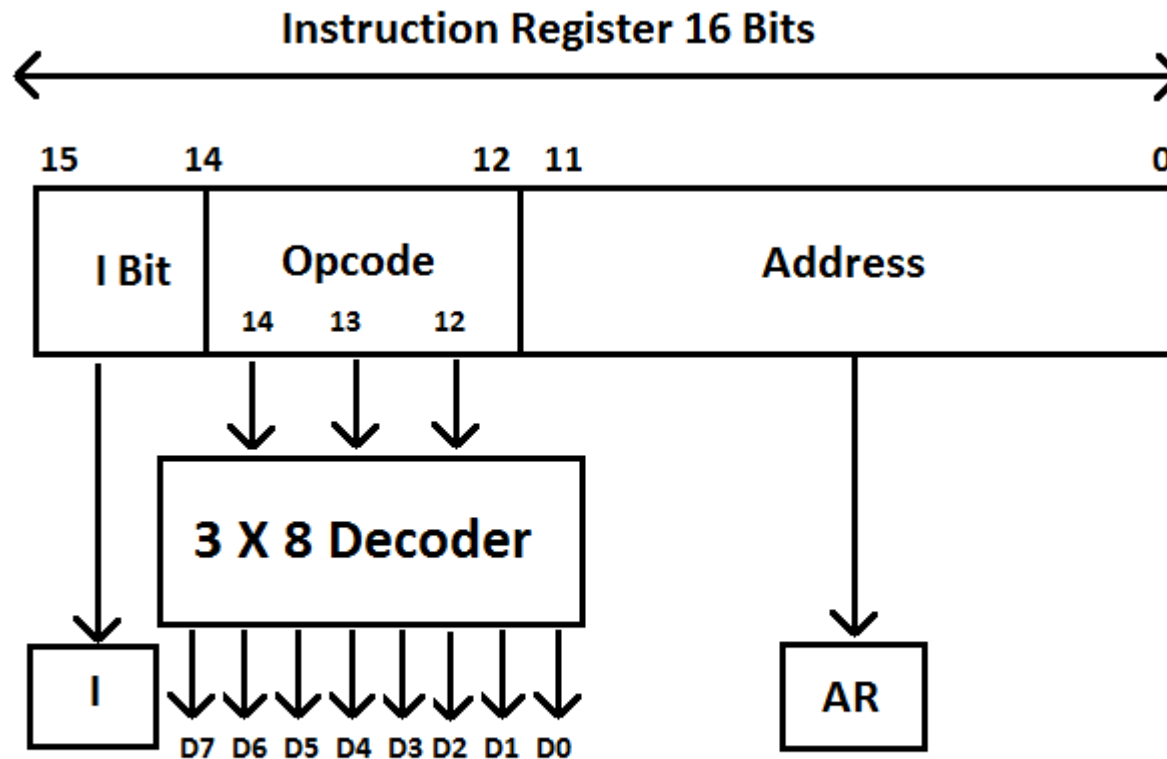 Instruction Register 16 Bits
15 14 12 11 0
I Bit Opcode Address
14 13 12
3 X 8 Decoder
I AR
D7 D6 D5 D4 D3 D2 D1 D0